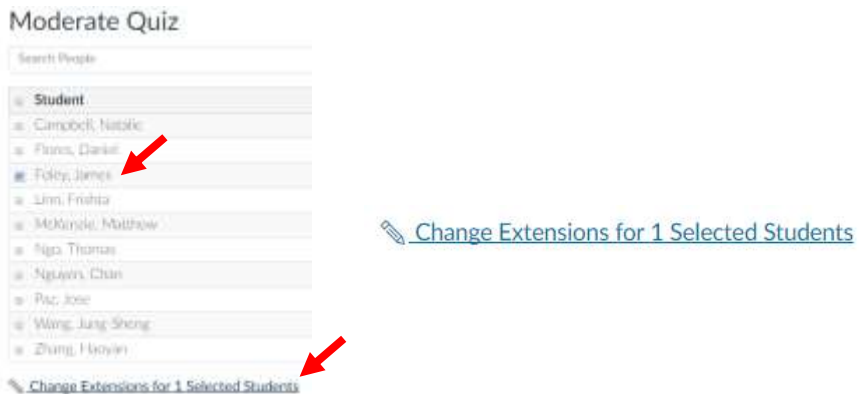 Moderate Quiz
Search People
Student
Campbell, Natalie
Flores, Daniel
Foley, James
Linn, Frishta
McKenzie, Matthew
Ngo, Thomas
Nguyen, Chan
Paz, Jose
Wang, Jung-Sheng
Zhang, Haoyan
Change Extensions for 1 Selected Students
Change Extensions for 1 Selected Students